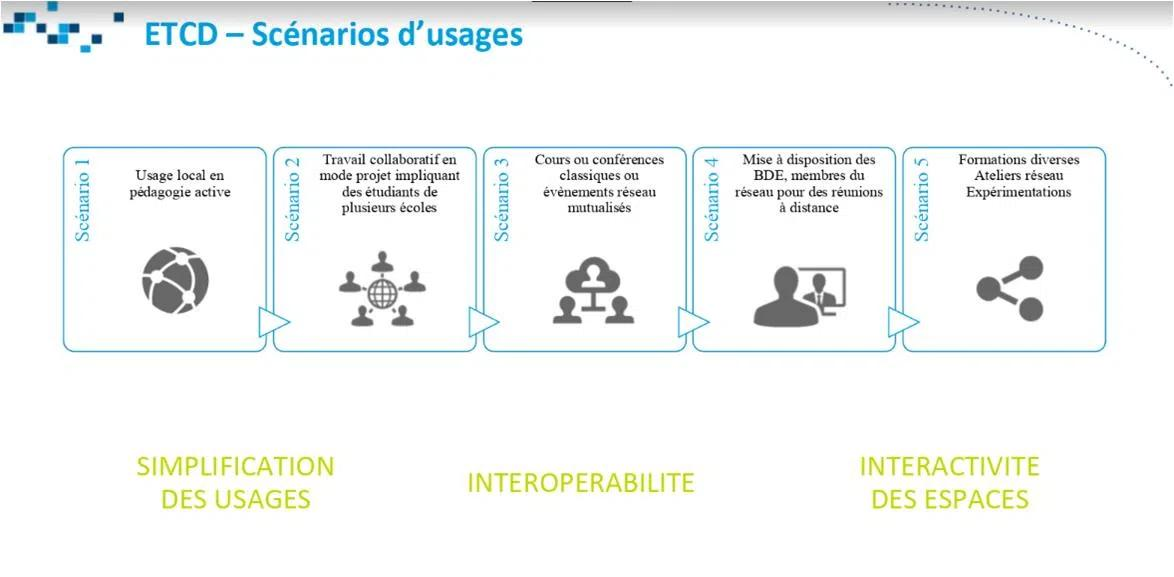 ETCD – Scénarios d’usages
Scénario 1
Usage local en
pédagogie active
Scénario 2
Travail collaboratif en
mode projet impliquant
des étudiants de
plusieurs écoles
Scénario 3
Cours ou conférences
classiques ou
évènements réseau
mutualisés
Scénario 4
Mise à disposition des
BDE, membres du
réseau pour des réunions
à distance
Scénario 5
Formations diverses
Ateliers réseau
Expérimentations
SIMPLIFICATION
DES USAGES
INTEROPERABILITE
INTERACTIVITE
DES ESPACES